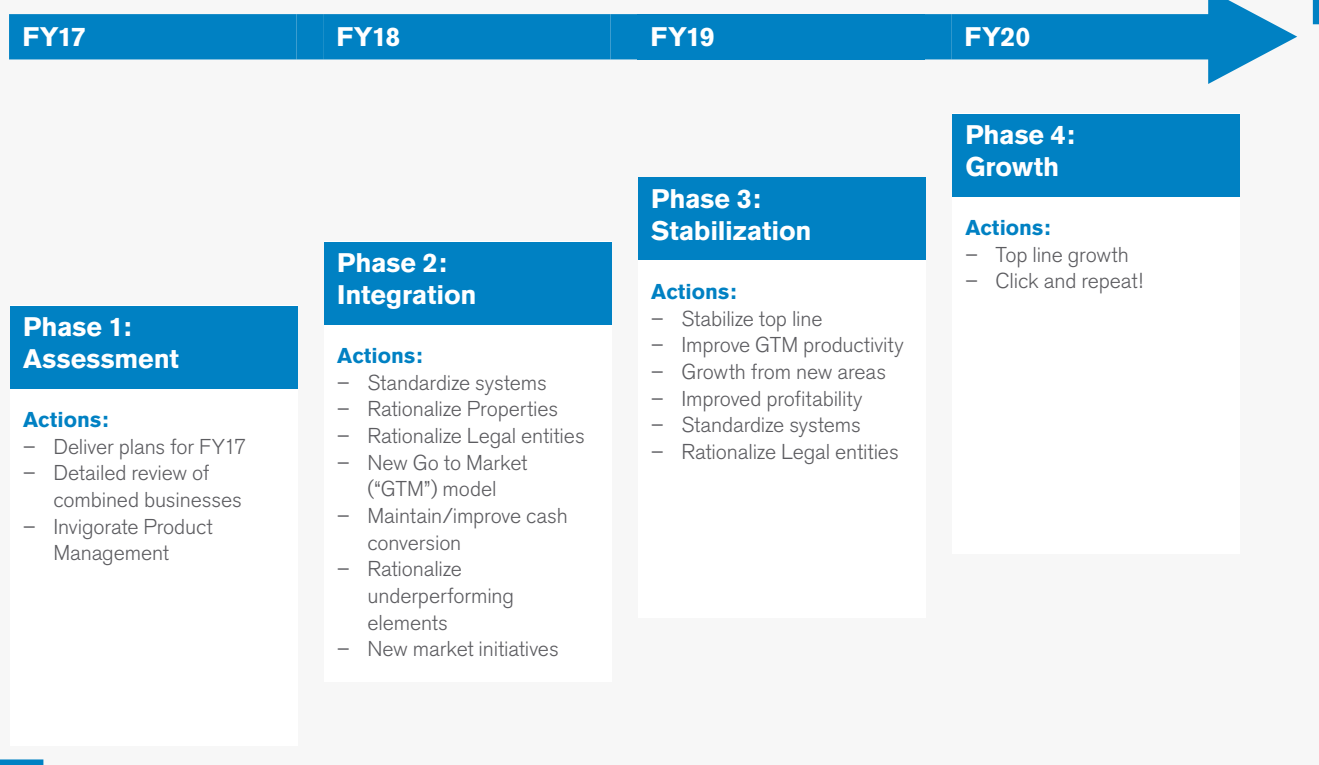 FY17
FY18
FY19
FY20
Phase 1:
Assessment
Actions:
– Deliver plans for FY17
– Detailed review of
combined businesses
– Invigorate Product
Management
Phase 2:
Integration
Actions:
– Standardize systems
– Rationalize Properties
– Rationalize Legal entities
– New Go to Market
(“GTM”) model
– Maintain/improve cash
conversion
– Rationalize
underperforming
elements
– New market initiatives
Phase 3:
Stabilization
Actions:
– Stabilize top line
– Improve GTM productivity
– Growth from new areas
– Improved profitability
– Standardize systems
– Rationalize Legal entities
Phase 4:
Growth
Actions:
– Top line growth
– Click and repeat!